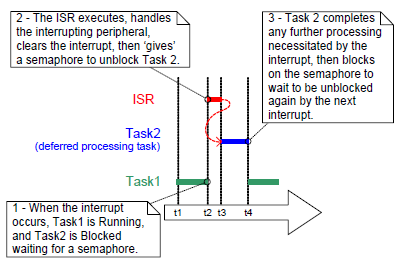 2 - The ISR executes, handles
the interrupting peripheral,
clears the interrupt, then ‘gives’
a semaphore to unblock Task 2.
3 - Task 2 completes
any further processing
necessitated by the
interrupt, then blocks
on the semaphore to
wait to be unblocked
again by the next
interrupt.
ISR
Task2
(deferred processing task)
Task1
1 - When the interrupt
occurs, Task1 is Running,
and Task2 is Blocked
waiting for a semaphore.
t1 t2 t3 t4